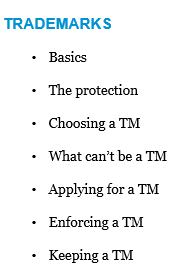 TRADEMARKS
• Basics
• The protection
• Choosing a TM
• What can’t be a TM
• Applying for a TM
• Enforcing a TM
• Keeping a TM